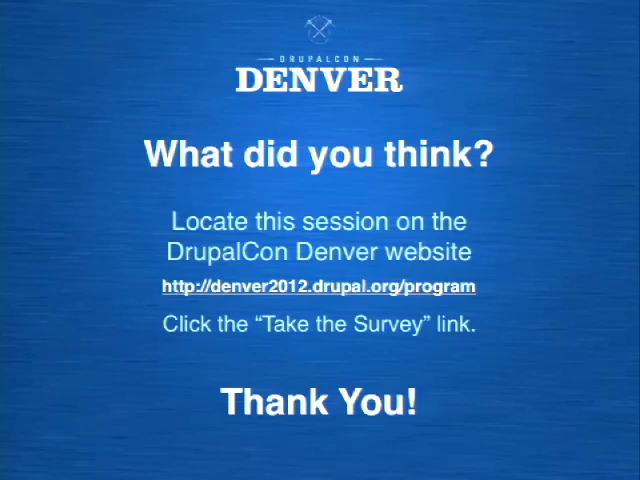 DRUPALCON
DENVER
What did you think?
Locate this session on the
DrupalCon Denver website
http://denver2012.drupal.org/program
Click the “Take the Survey” link.
Thank You!